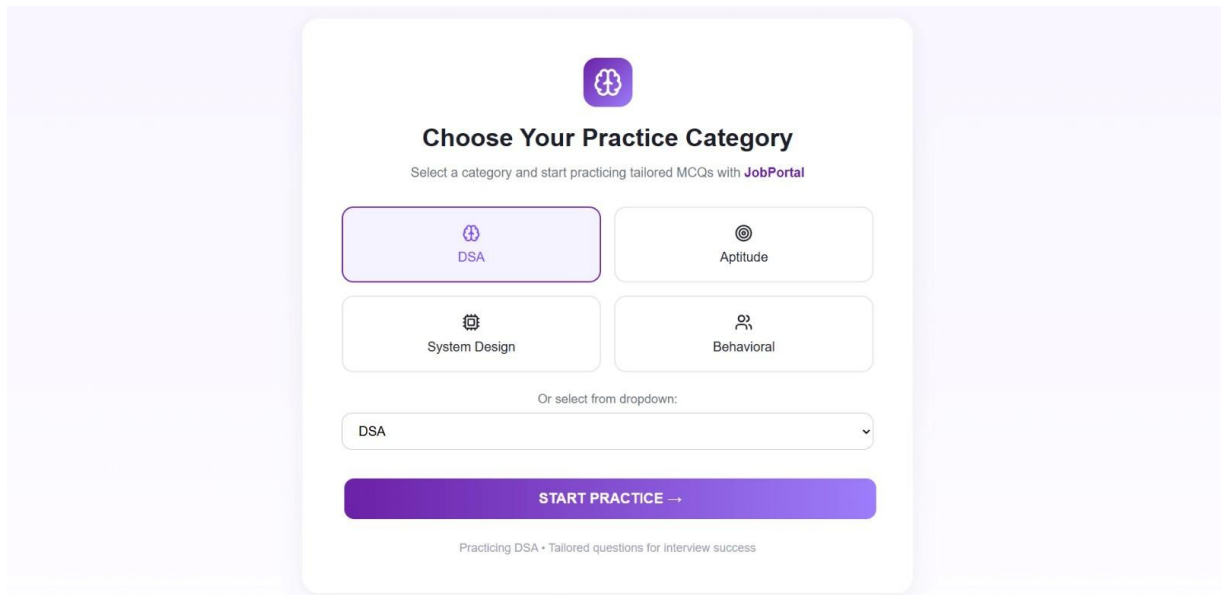 Choose Your Practice Category
Select a category and start practicing tailored MCQs with JobPortal
DSA
Aptitude
System Design
Behavioral
Or select from dropdown:
DSA
START PRACTICE →
Practicing DSA • Tailored questions for interview success